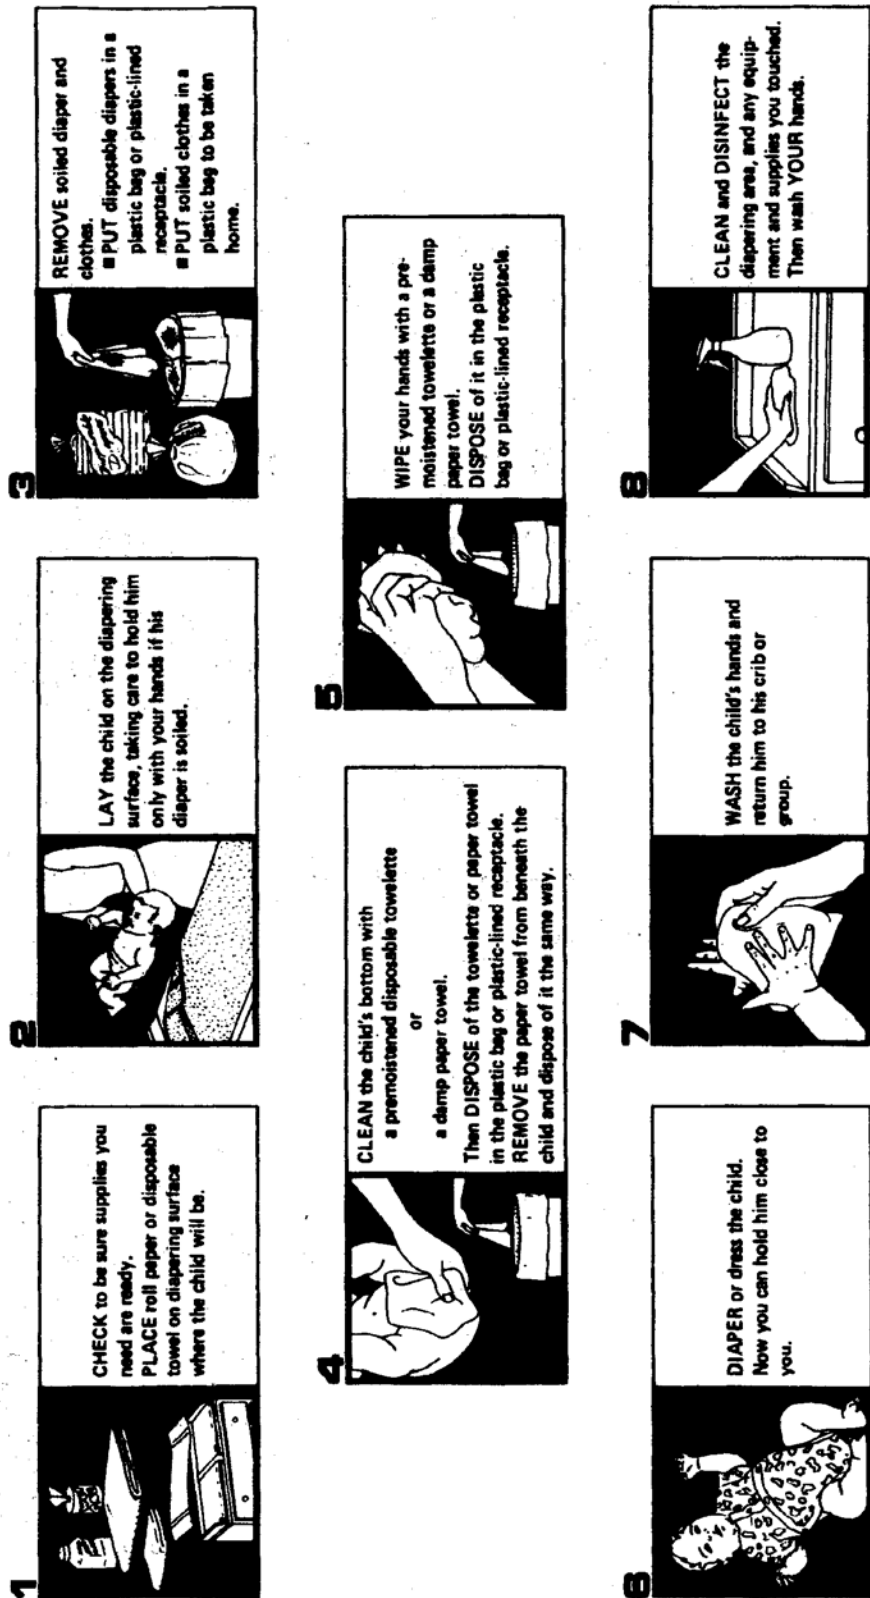 1
CHECK to be sure supplies you
need are ready.
PLACE roll paper or disposable
towel on diapering surface
where the child will be.
2
LAY the child on the diapering
surface, taking care to hold him
only with your hands if his
diaper is soiled.
3
REMOVE soiled diaper and
clothes.
■ PUT disposable diapers in a
plastic bag or plastic-lined
receptacle.
■ PUT soiled clothes in a
plastic bag to be taken
home.
4
CLEAN the child's bottom with
a premoistened disposable towelette
or
a damp paper towel.
Then DISPOSE of the towelette or paper towel
in the plastic bag or plastic-lined receptacle.
REMOVE the paper towel from beneath the
child and dispose of it the same way.
5
WIPE your hands with a pre-
moistened towelette or a damp
paper towel.
DISPOSE of it in the plastic
bag or plastic-lined receptacle.
6
DIAPER or dress the child.
Now you can hold him close to
you.
7
WASH the child's hands and
return him to his crib or
group.
8
CLEAN and DISINFECT the
diapering area, and any equip-
ment and supplies you touched.
Then wash YOUR hands.